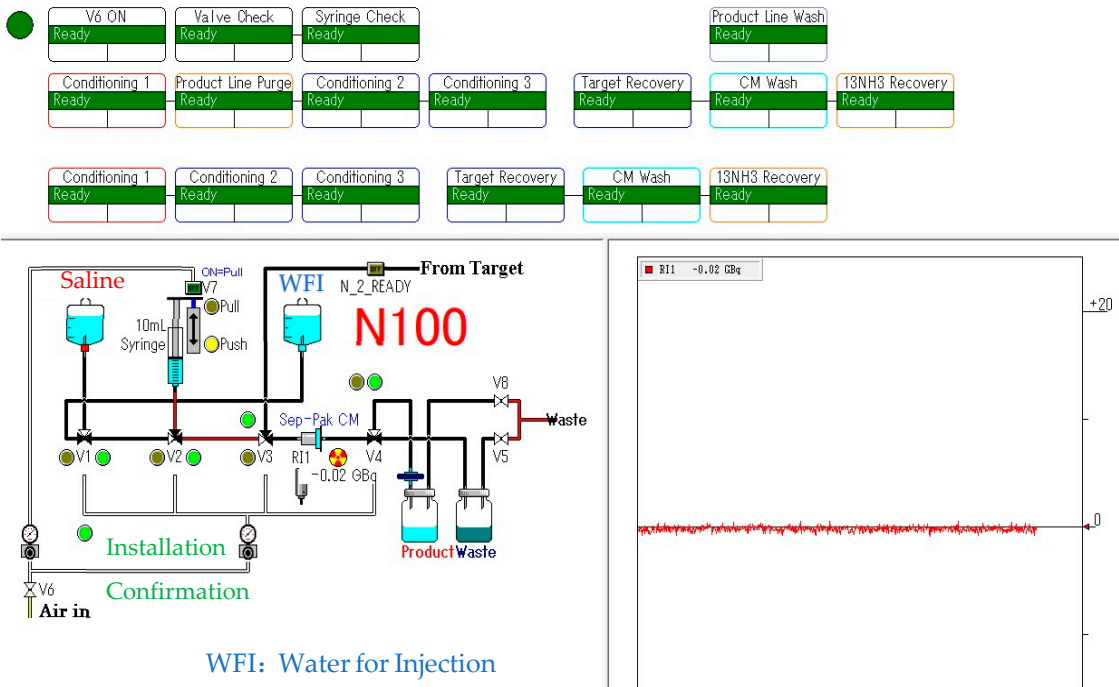 V6 ON
Ready
Valve Check
Ready
Syringe Check
Ready
Product Line Wash
Ready
Conditioning 1
Ready
Product Line Purge
Ready
Conditioning 2
Ready
Conditioning 3
Ready
Target Recovery
Ready
CM Wash
Ready
13NH3 Recovery
Ready
Conditioning 1
Ready
Conditioning 2
Ready
Conditioning 3
Ready
Target Recovery
Ready
CM Wash
Ready
13NH3 Recovery
Ready
Saline
ON=Pull
OFF
V7
Pull
10mL
Syringe
Push
WFI
OFF
From Target
N_2_READY
N100
V8
Sep-Pak CM
Waste
V1
V2
V3
RI1
V4
V5
-0.02 GBq
Product
Waste
Installation
Confirmation
V6
Air in
WFI: Water for Injection
RI1 -0.02 GBq
+20
0